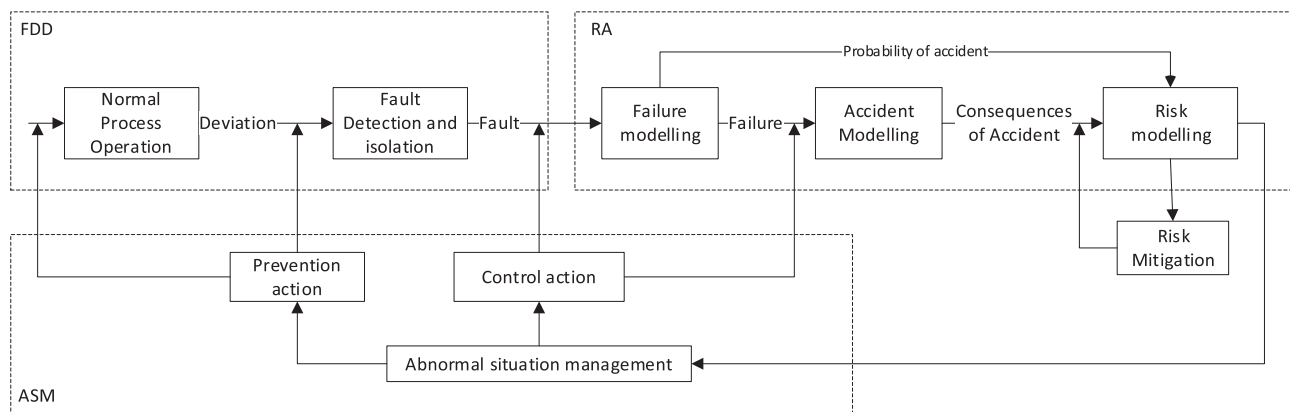 FDD
RA
Probability of accident
Normal
Process
Operation
Deviation
Fault
Detection and
isolation
Fault
Failure
modelling
Failure
Accident
Modelling
Consequences
of Accident
Risk
modelling
Prevention
action
Control action
Risk
Mitigation
Abnormal situation management
ASM